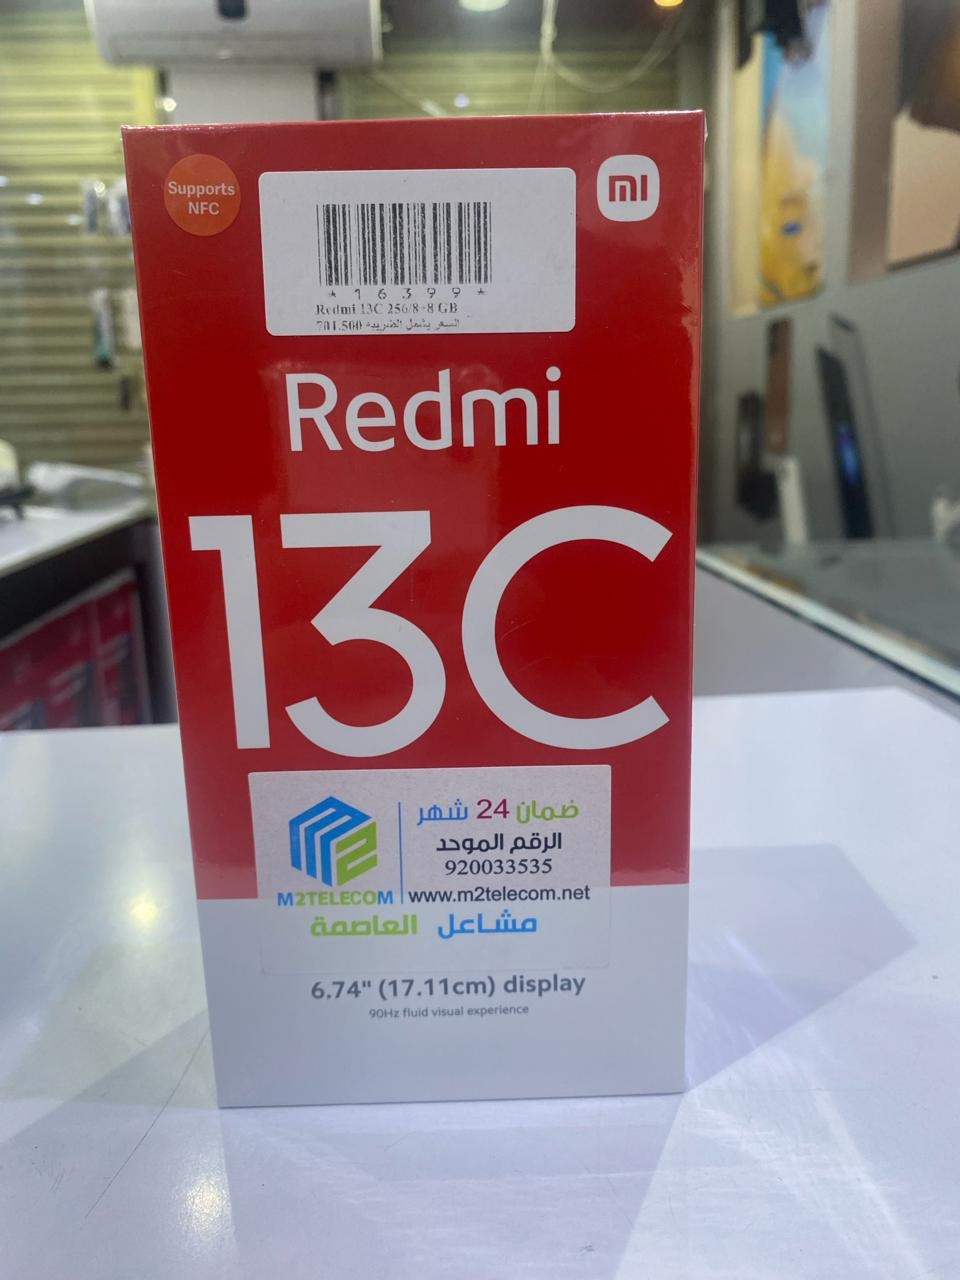 Supports
NFC
mi
* 16399 *
Redmi 13C 256/8+8 GB
السعر يشمل الضريبة 701.500
Redmi
13C
ضمان 24 شهر
الرقم الموحد
920033535
M2TELECOM
www.m2telecom.net
مشاعل العاصمة
6.74" (17.11cm) display
90Hz fluid visual experience